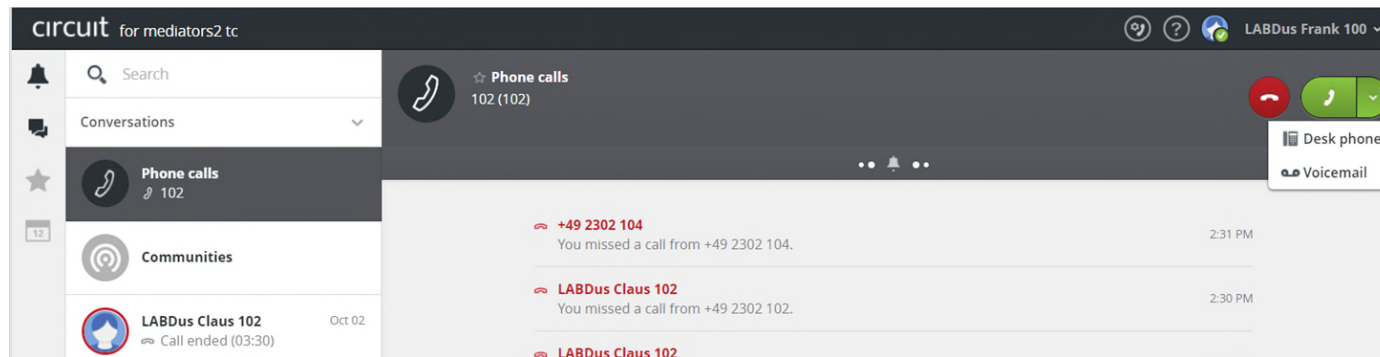 circuit for mediators2 tc
LABDus Frank 100
Search
Conversations
Phone calls
102
12
Communities
LABDus Claus 102
Oct 02
Call ended (03:30)
Phone calls
102 (102)
Desk phone
Voicemail
+49 2302 104
You missed a call from +49 2302 104.
2:31 PM
LABDus Claus 102
You missed a call from +49 2302 102.
2:30 PM
LABDus Claus 102